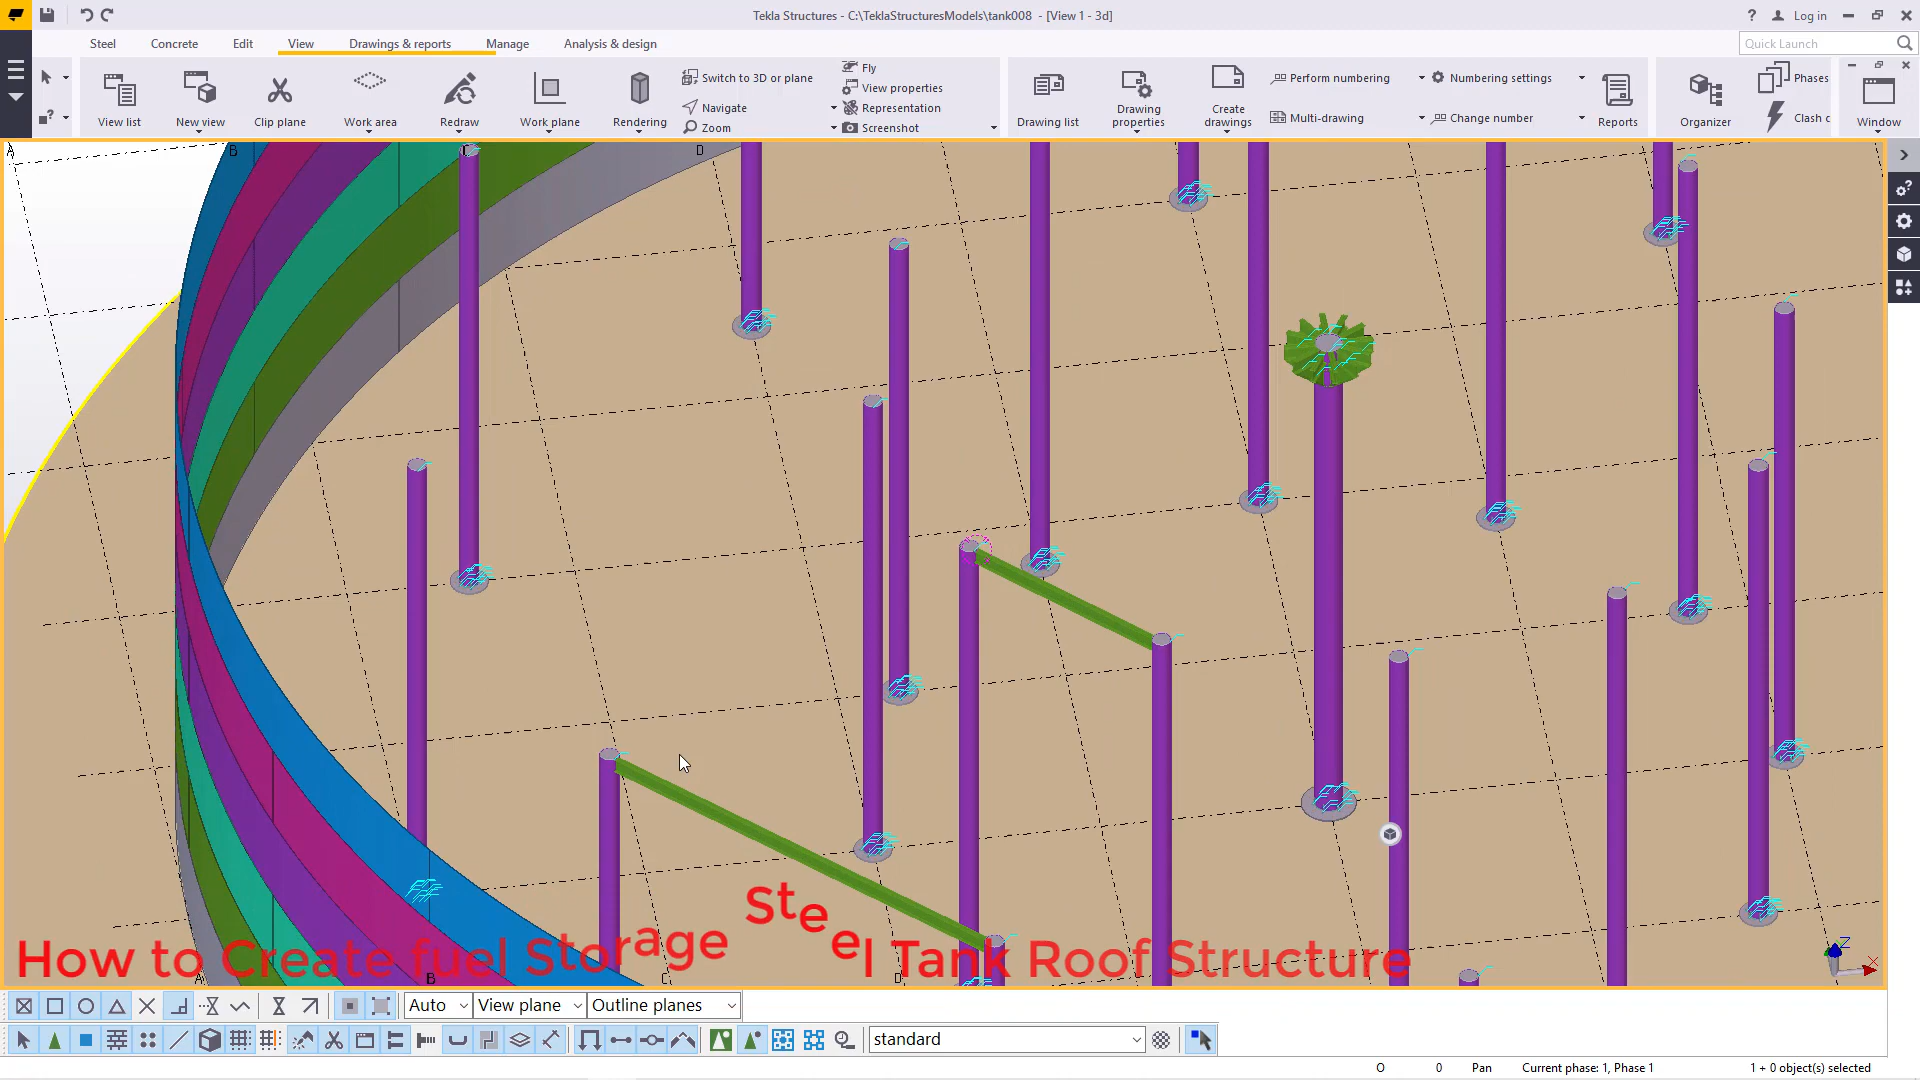 Tekla Structures - C:\TeklaStructuresModels\tank008 - [View 1 - 3d]
? Log in
Steel Concrete Edit View Drawings & reports Manage Analysis & design
Quick Launch
Switch to 3D or plane
Navigate
Zoom
Fly
View properties
Representation
Screenshot
Perform numbering
Numbering settings
Multi-drawing
Change number
Phases
Clash c
View list
New view
Clip plane
Work area
Redraw
Work plane
Rendering
Drawing list
Drawing properties
Create drawings
Reports
Organizer
Window
A
B
D
Z
X
How to Create fuel Storage Steel Tank Roof Structure
A
B
C
D
Auto
View plane
Outline planes
standard
O
0
Pan
Current phase: 1, Phase 1
1 + 0 object(s) selected